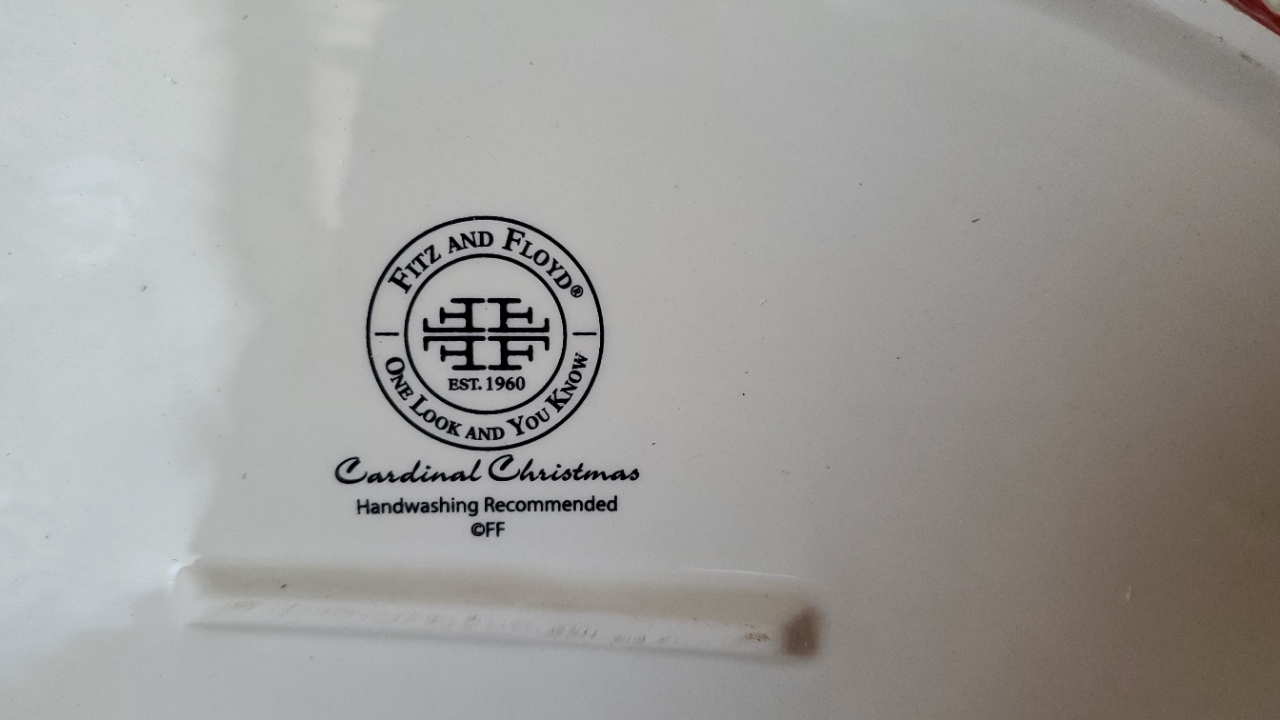 FITZ AND FLOYD®
EST. 1960
ONE LOOK AND YOU KNOW
Cardinal Christmas
Handwashing Recommended
©FF